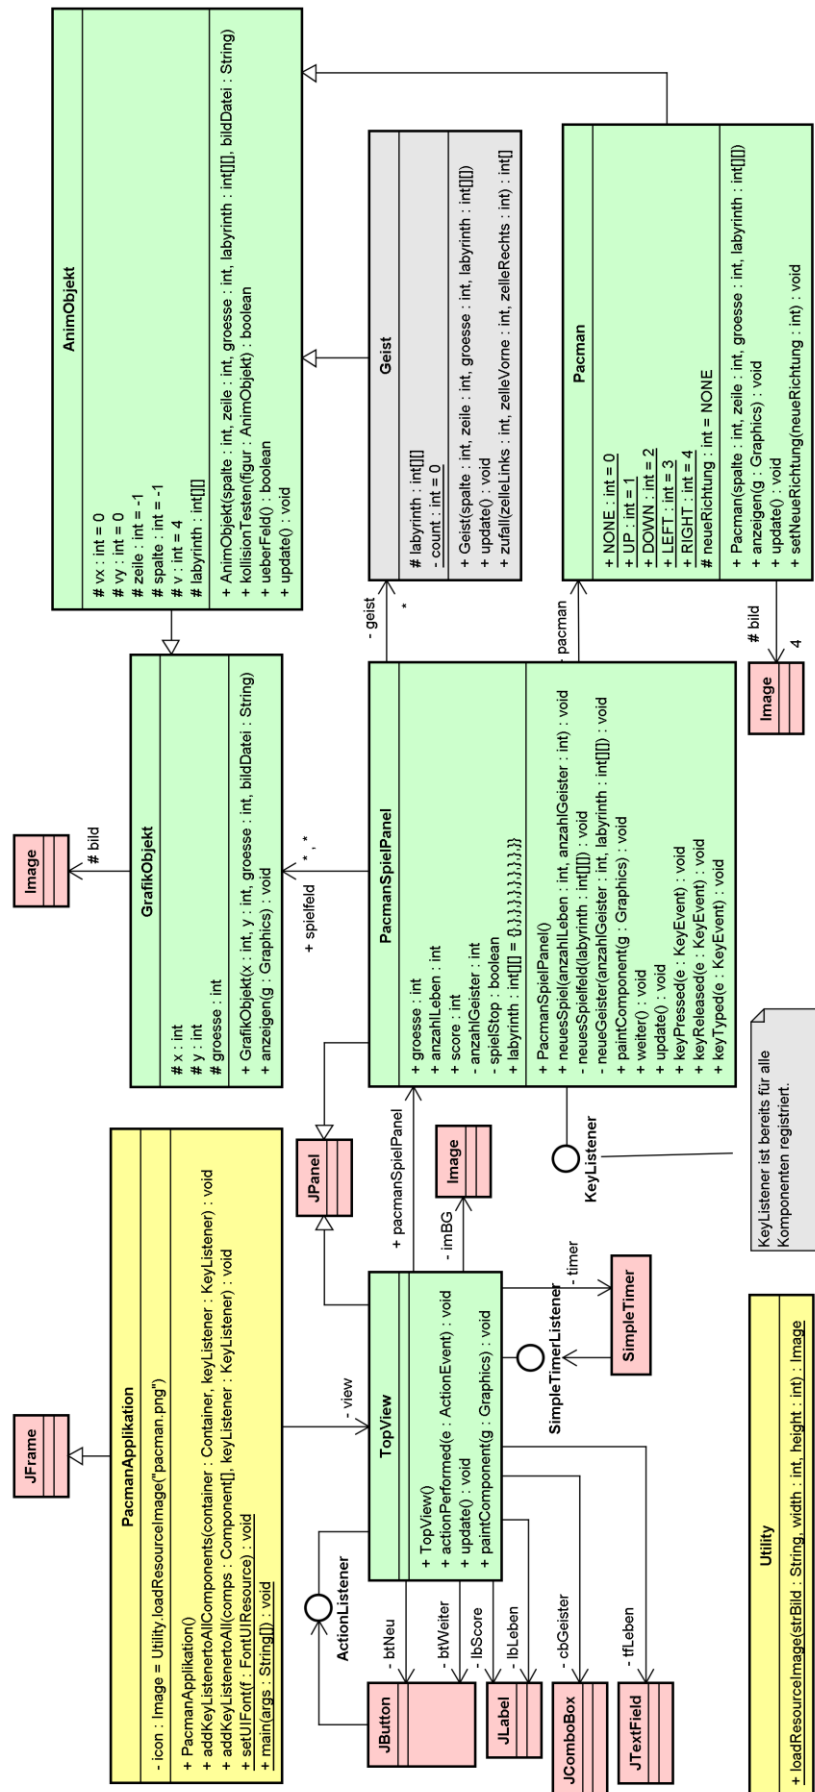 JFrame
PacmanApplikation
- icon : Image = Utility.loadResourceImage("pacman.png")
+ PacmanApplikation()
+ addKeyListenertoAllComponents(container : Container, keyListener : KeyListener) : void
+ addKeyListenertoAll(comps : Component[], keyListener : KeyListener) : void
+ setUIFont(f : FontUIResource) : void
+ main(args : String[]) : void
Image
# bild
GrafikObjekt
# x : int
# y : int
# groesse : int
+ GrafikObjekt(x : int, y : int, groesse : int, bildDatei : String)
+ anzeigen(g : Graphics) : void
AnimObjekt
# vx : int = 0
# vy : int = 0
# zeile : int = -1
# spalte : int = -1
# v : int = 4
# labyrinth : int[][]
+ AnimObjekt(spalte : int, zeile : int, groesse : int, labyrinth : int[][], bildDatei : String)
+ kollisionTesten(figur : AnimObjekt) : boolean
+ ueberFeld() : boolean
+ update() : void
ActionListener
- view
JPanel
+ spielfeld
*, *
JButton
- btNeu
- btWeiter
JLabel
- lbScore
- lbLeben
JComboBox
- cbGeister
JTextField
- tfLeben
TopView
+ TopView()
+ actionPerformed(e : ActionEvent) : void
+ update() : void
+ paintComponent(g : Graphics) : void
+ pacmanSpielPanel
- imBG
Image
SimpleTimerListener
- timer
SimpleTimer
PacmanSpielPanel
+ groesse : int
+ anzahlLeben : int
+ score : int
- anzahlGeister : int
- spielStop : boolean
+ labyrinth : int[][] = {},},},},},},},},},}}
+ PacmanSpielPanel()
+ neuesSpiel(anzahlLeben : int, anzahlGeister : int) : void
- neuesSpielfeld(labyrinth : int[][]) : void
- neueGeister(anzahlGeister : int, labyrinth : int[][]) : void
+ paintComponent(g : Graphics) : void
+ weiter() : void
+ update() : void
+ keyPressed(e : KeyEvent) : void
+ keyReleased(e : KeyEvent) : void
+ keyTyped(e : KeyEvent) : void
KeyListener
- geist
*
Geist
# labyrinth : int[][]
- count : int = 0
+ Geist(spalte : int, zeile : int, groesse : int, labyrinth : int[][])
+ update() : void
+ zufall(zelleLinks : int, zelleVorne : int, zelleRechts : int) : int[]
- pacman
Pacman
+ NONE : int = 0
+ UP : int = 1
+ DOWN : int = 2
+ LEFT : int = 3
+ RIGHT : int = 4
# neueRichtung : int = NONE
+ Pacman(spalte : int, zeile : int, groesse : int, labyrinth : int[][])
+ anzeigen(g : Graphics) : void
+ update() : void
+ setNeueRichtung(neueRichtung : int) : void
# bild
4
Image
Utility
+ loadResourceImage(strBild : String, width : int, height : int) : Image
KeyListener ist bereits für alle
Komponenten registriert.